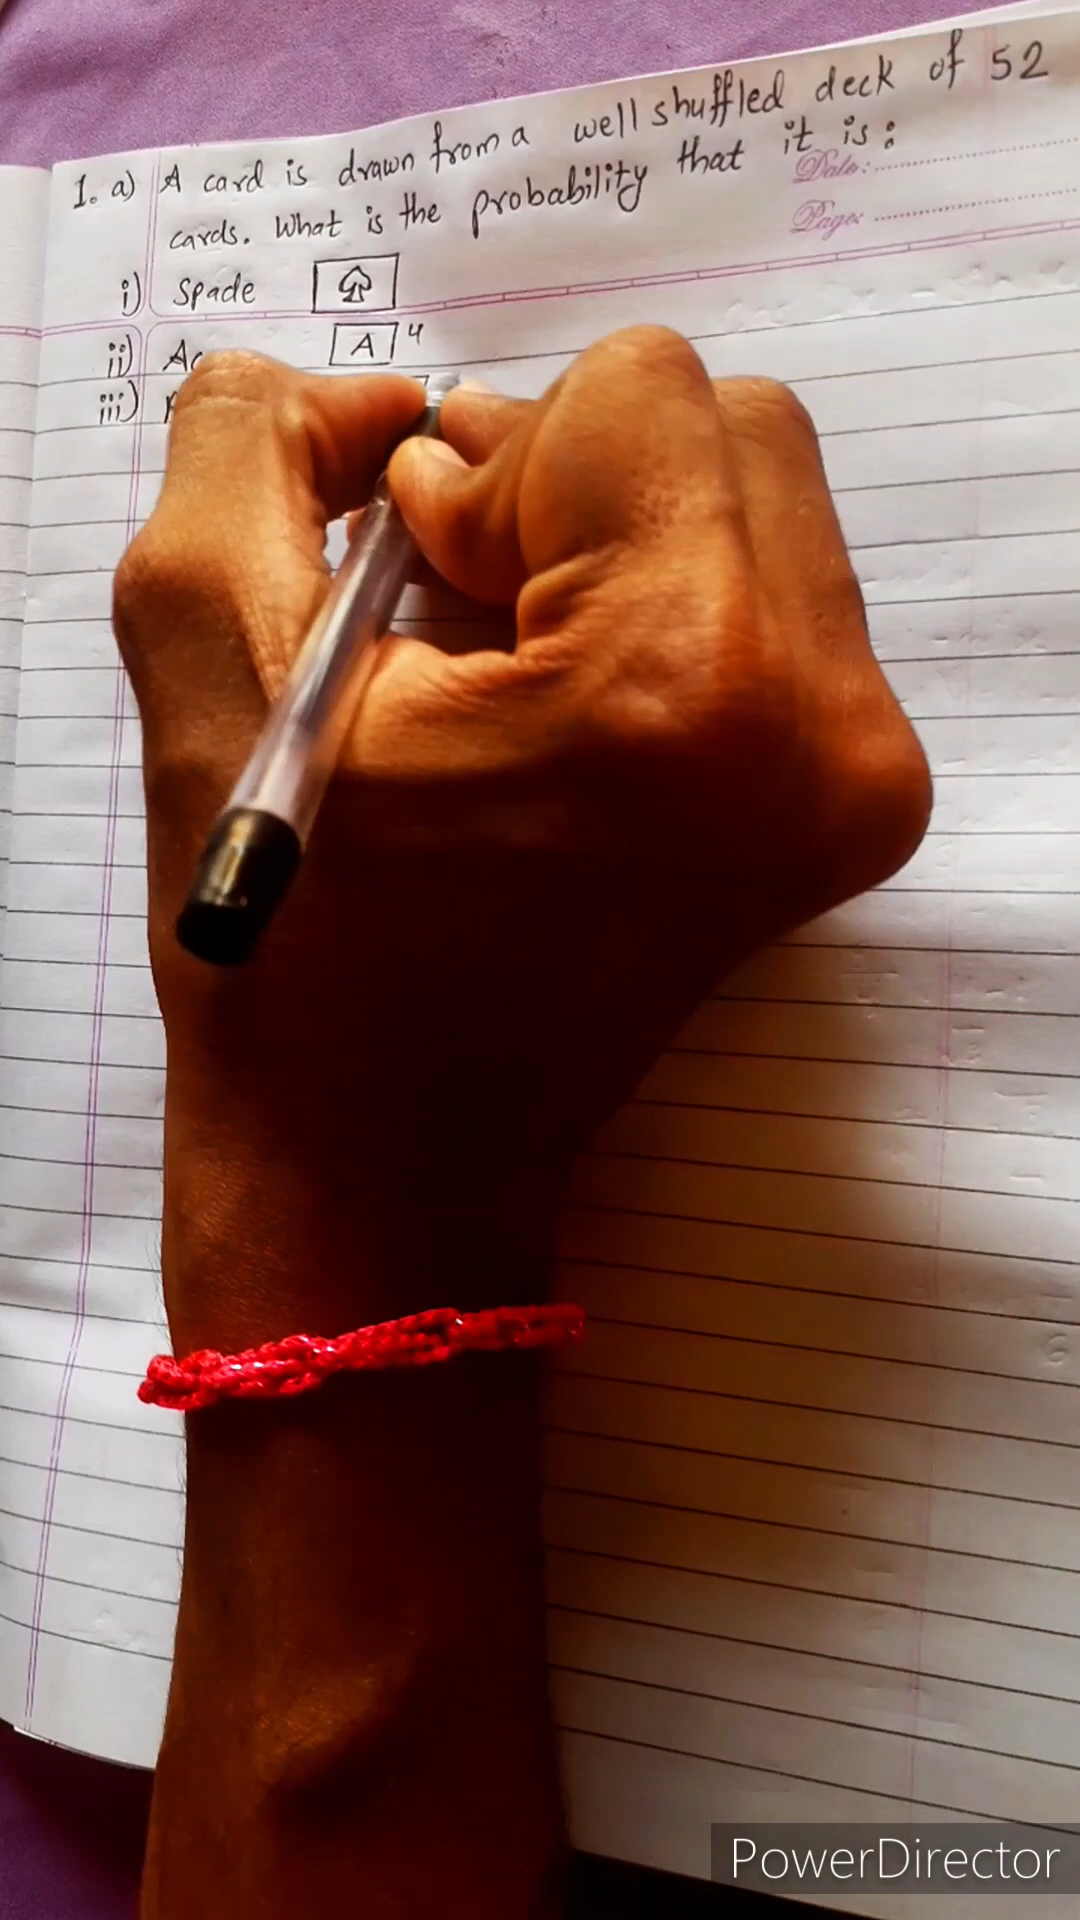 1. a) A card is drawn from a well shuffled deck of 52
cards. What is the probability that it is:
Date:
Page:
i) Spade
ii) A 4
iii)
PowerDirector